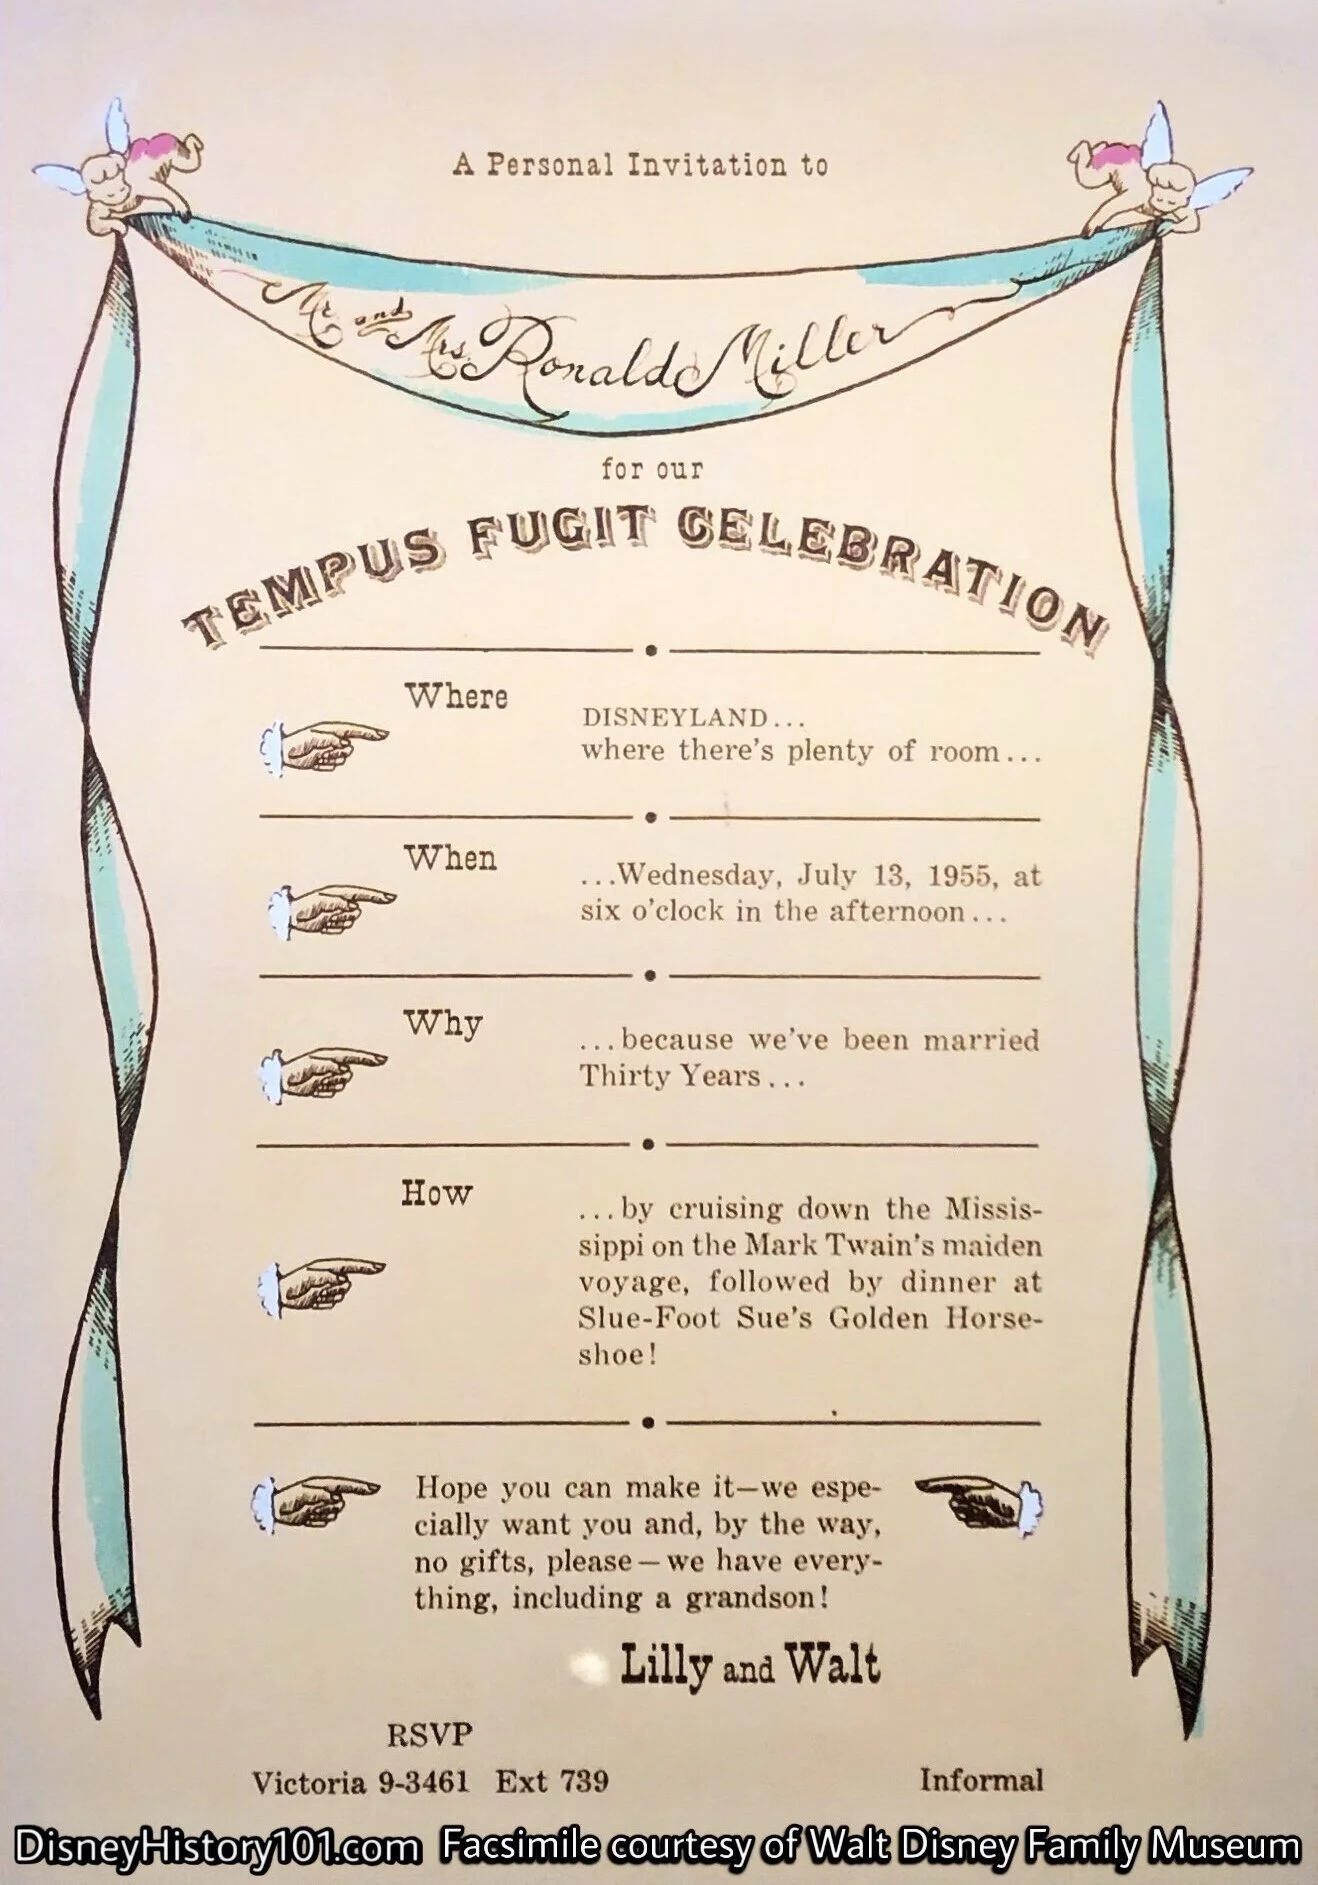 A Personal Invitation to
Mr and Mrs. Ronald Miller
for our
TEMPUS FUGIT CELEBRATION
Where
DISNEYLAND...
where there's plenty of room...
When
...Wednesday, July 13, 1955, at
six o'clock in the afternoon...
Why
...because we've been married
Thirty Years...
How
...by cruising down the Missis-
sippi on the Mark Twain's maiden
voyage, followed by dinner at
Slue-Foot Sue's Golden Horse-
shoe!
Hope you can make it—we espe-
cially want you and, by the way,
no gifts, please—we have every-
thing, including a grandson!
Lilly and Walt
RSVP
Victoria 9-3461 Ext 739
Informal
DisneyHistory101.com Facsimile courtesy of Walt Disney Family Museum